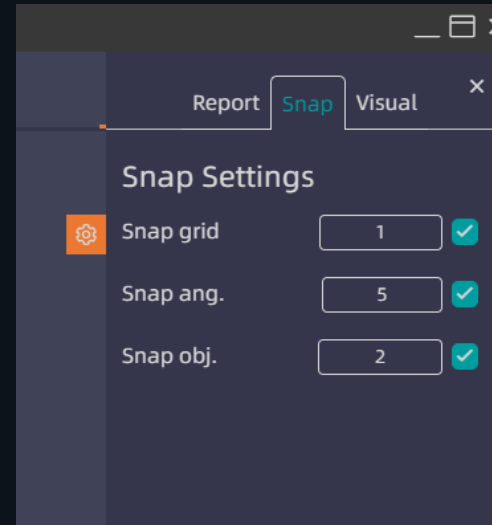 Report Snap Visual
Snap Settings
Snap grid 1
Snap ang. 5
Snap obj. 2